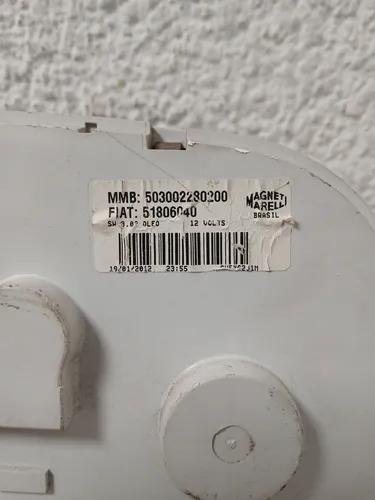 MMB: 503002280200
FIAT: 51806040
MAGNETI
MARELLI
BRASIL
12 VOLTS
19/01/2012 23:55